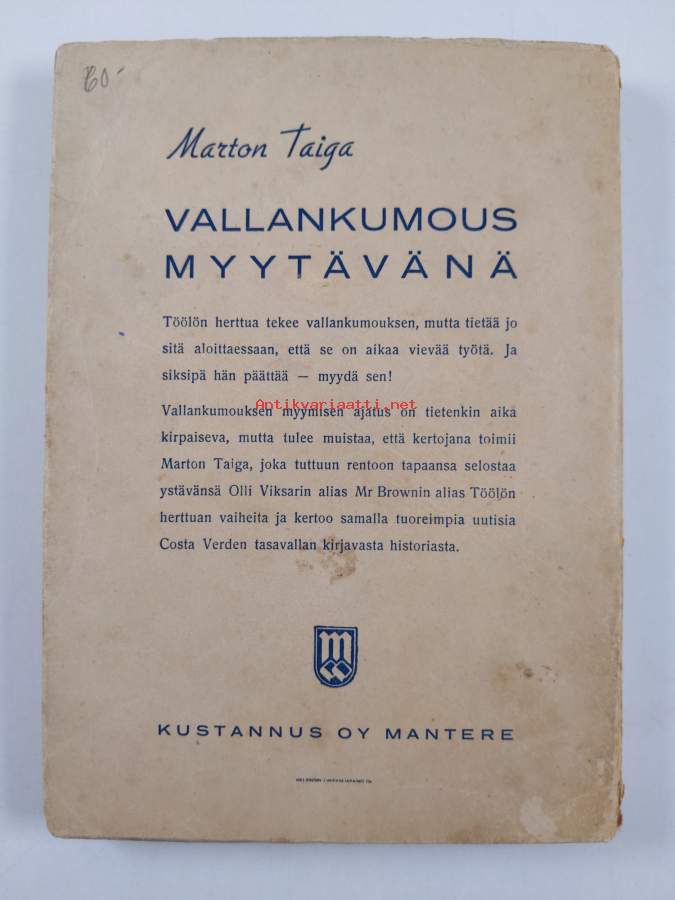 60-
Marton Taiga
VALLANKUMOUS
MYYTÄVÄNÄ
Töölön herttua tekee vallankumouksen, mutta tietää jo
sitä aloittaessaan, että se on aikaa vievää työtä. Ja
siksipä hän päättää — myydä sen!
Antikvariaatti.net
Vallankumouksen myymisen ajatus on tietenkin aika
kirpaiseva, mutta tulee muistaa, että kertojana toimii
Marton Taiga, joka tuttuun rentoon tapaansa selostaa
ystävänsä Olli Viksarin alias Mr Brownin alias Töölön
herttuan vaiheita ja kertoo samalla tuoreimpia uutisia
Costa Verden tasavallan kirjavasta historiasta.
m
KUSTANNUS OY MANTERE